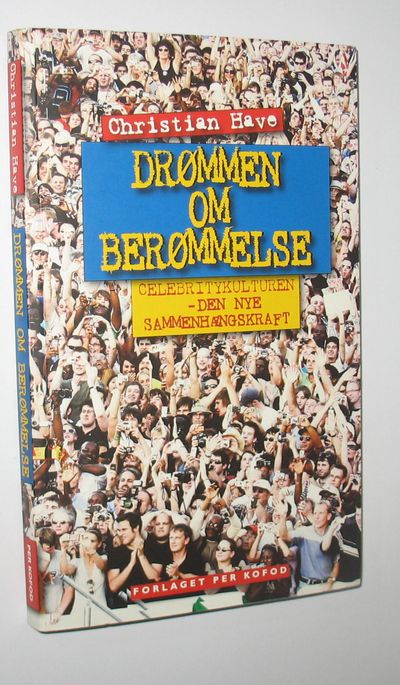 Christian Have
DRØMMEN
OM
BERØMMELSE
CELEBRITYKULTUREN
-DEN NYE
SAMMENHÆNGSKRAFT
FORLAGET PER KOFOD
Christian Have
DRØMMEN OM BERØMMELSE
PER KOFOD